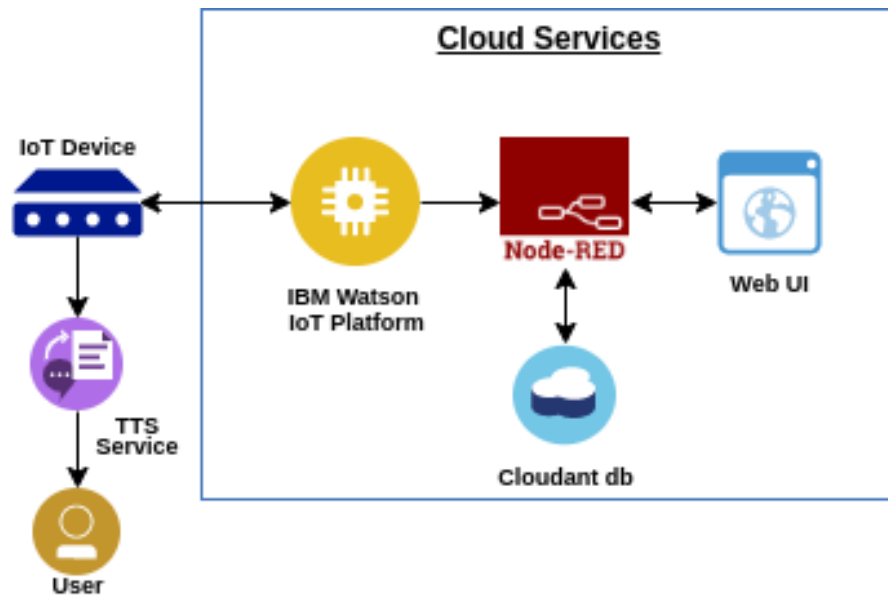 Cloud Services
IoT Device
Node-RED
Web UI
IBM Watson
IoT Platform
TTS
Service
Cloudant db
User